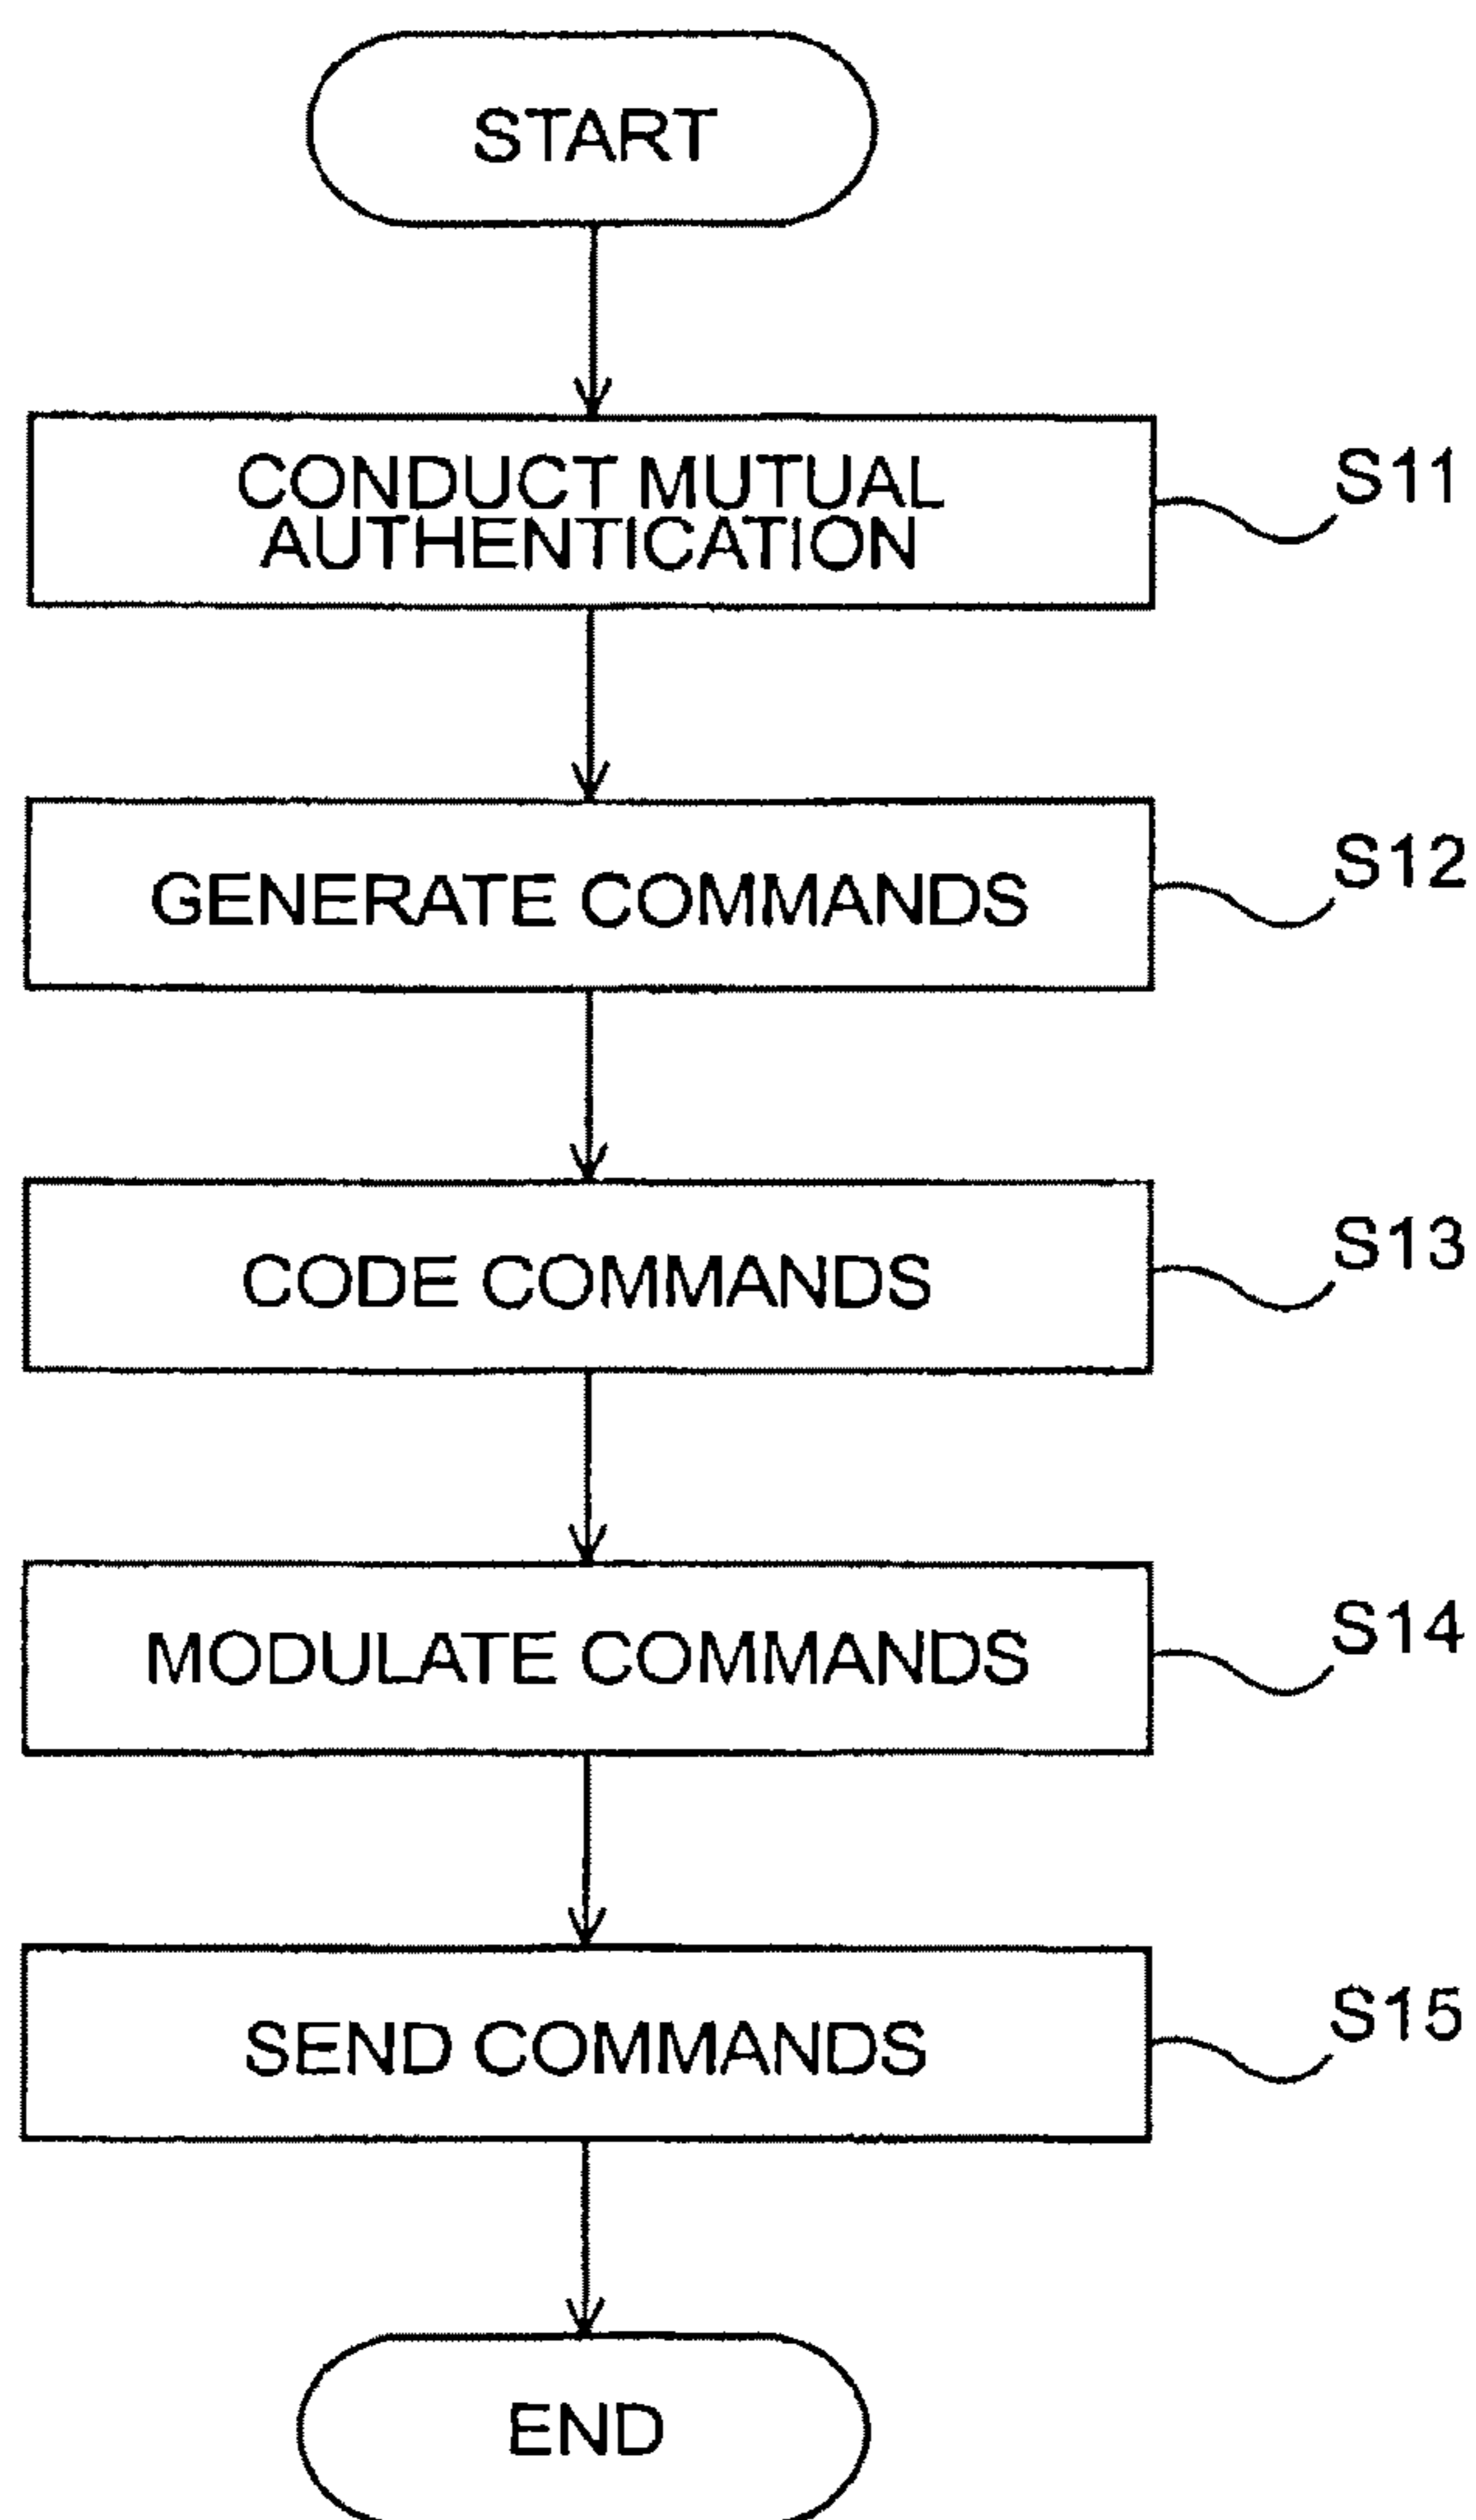 START
CONDUCT MUTUAL
AUTHENTICATION
S11
GENERATE COMMANDS
S12
CODE COMMANDS
S13
MODULATE COMMANDS
S14
SEND COMMANDS
S15
END